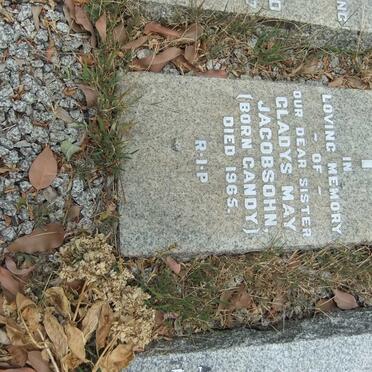 IN
LOVING MEMORY
- OF -
OUR DEAR SISTER
GLADYS MAY
JACOBSOHN.
(BORN CANDY)
DIED 1965.
R.I.P